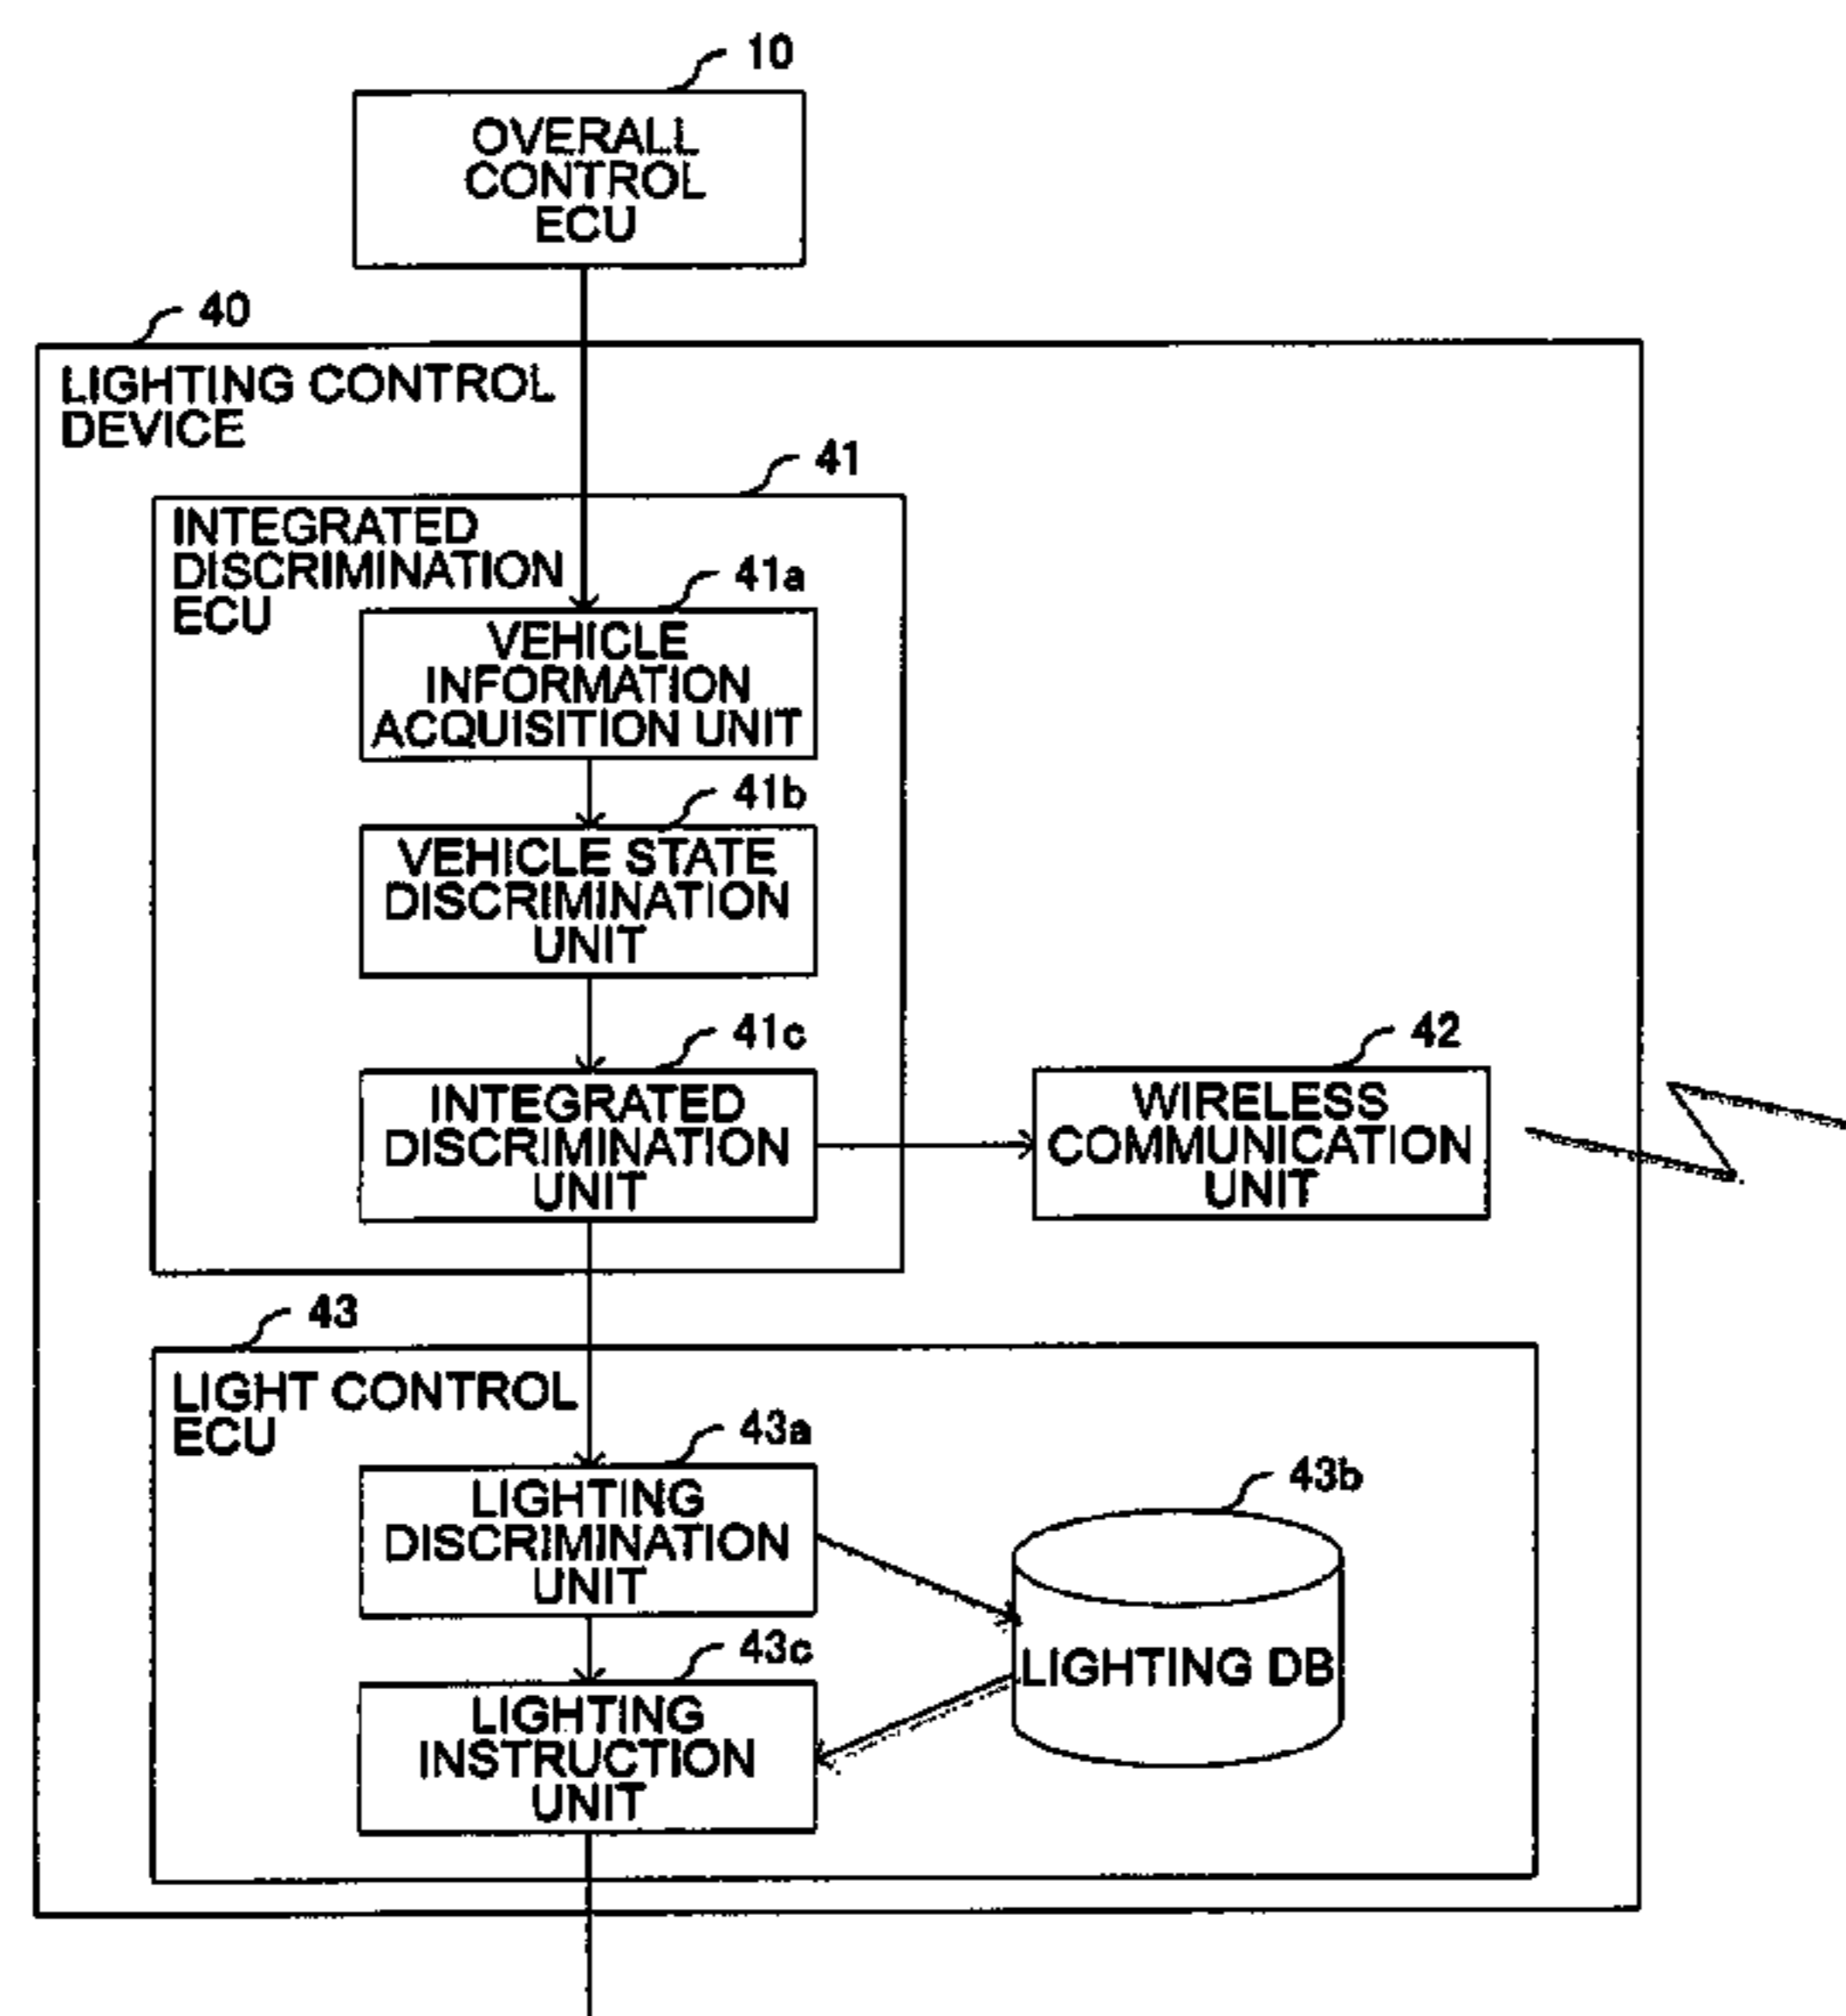 10
OVERALL
CONTROL
ECU
40
LIGHTING CONTROL
DEVICE
41
INTEGRATED
DISCRIMINATION
ECU
41a
VEHICLE
INFORMATION
ACQUISITION UNIT
41b
VEHICLE STATE
DISCRIMINATION
UNIT
41c
INTEGRATED
DISCRIMINATION
UNIT
42
WIRELESS
COMMUNICATION
UNIT
43
LIGHT CONTROL
ECU
43a
LIGHTING
DISCRIMINATION
UNIT
43b
LIGHTING DB
43c
LIGHTING
INSTRUCTION
UNIT